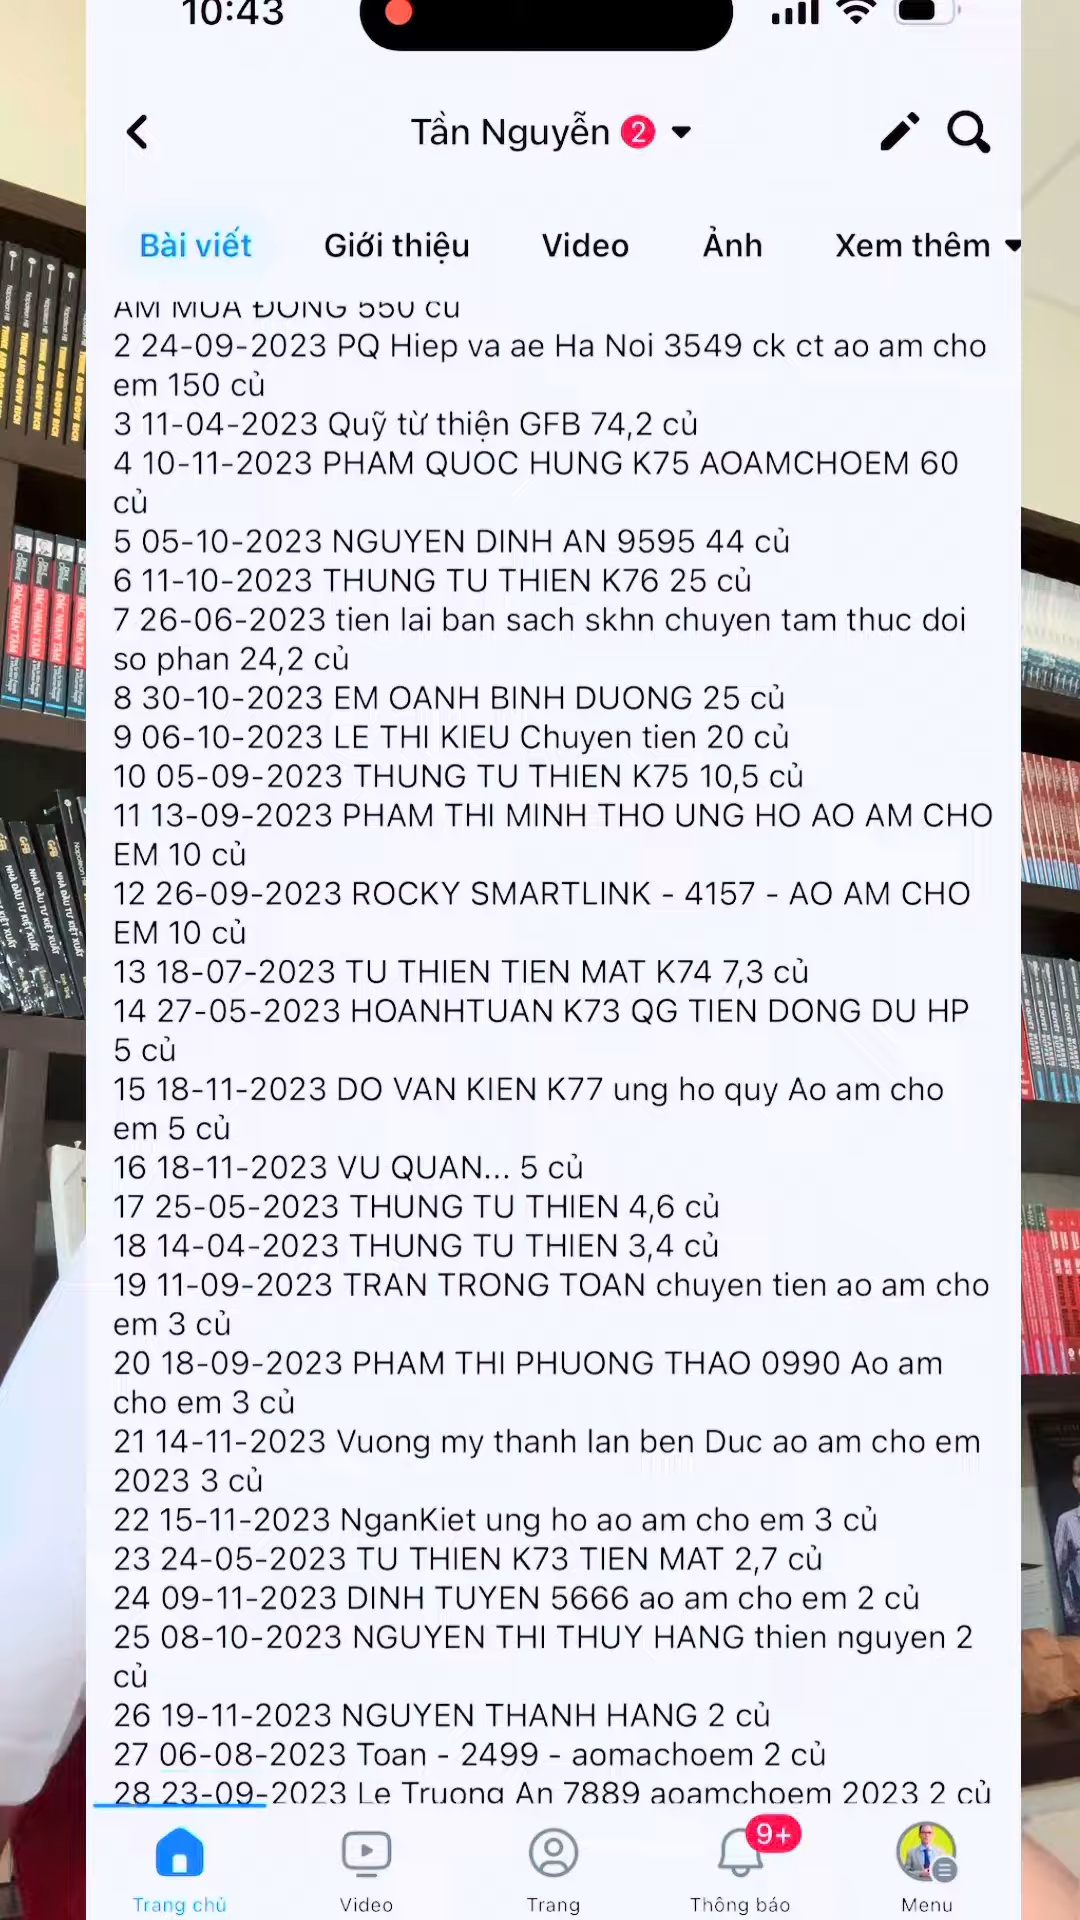 10:43
Tần Nguyễn 2
Bài viết
Giới thiệu
Video
Ảnh
Xem thêm
ẤM MÙA ĐÔNG 550 củ
2 24-09-2023 PQ Hiep va ae Ha Noi 3549 ck ct ao am cho
em 150 củ
3 11-04-2023 Quỹ từ thiện GFB 74,2 củ
4 10-11-2023 PHAM QUOC HUNG K75 AOAMCHOEM 60
củ
5 05-10-2023 NGUYEN DINH AN 9595 44 củ
6 11-10-2023 THUNG TU THIEN K76 25 củ
7 26-06-2023 tien lai ban sach skhn chuyen tam thuc doi
so phan 24,2 củ
8 30-10-2023 EM OANH BINH DUONG 25 củ
9 06-10-2023 LE THI KIEU Chuyen tien 20 củ
10 05-09-2023 THUNG TU THIEN K75 10,5 củ
11 13-09-2023 PHAM THI MINH THO UNG HO AO AM CHO
EM 10 củ
12 26-09-2023 ROCKY SMARTLINK - 4157 - AO AM CHO
EM 10 củ
13 18-07-2023 TU THIEN TIEN MAT K74 7,3 củ
14 27-05-2023 HOANHTUAN K73 QG TIEN DONG DU HP
5 củ
15 18-11-2023 DO VAN KIEN K77 ung ho quy Ao am cho
em 5 củ
16 18-11-2023 VU QUAN... 5 củ
17 25-05-2023 THUNG TU THIEN 4,6 củ
18 14-04-2023 THUNG TU THIEN 3,4 củ
19 11-09-2023 TRAN TRONG TOAN chuyen tien ao am cho
em 3 củ
20 18-09-2023 PHAM THI PHUONG THAO 0990 Ao am
cho em 3 củ
21 14-11-2023 Vuong my thanh lan ben Duc ao am cho em
2023 3 củ
22 15-11-2023 NganKiet ung ho ao am cho em 3 củ
23 24-05-2023 TU THIEN K73 TIEN MAT 2,7 củ
24 09-11-2023 DINH TUYEN 5666 ao am cho em 2 củ
25 08-10-2023 NGUYEN THI THUY HANG thien nguyen 2
củ
26 19-11-2023 NGUYEN THANH HANG 2 củ
27 06-08-2023 Toan - 2499 - aomachoem 2 củ
28 23-09-2023 Le Truong An 7889 aoamchoem 2023 2 củ
9+
Trang chủ
Video
Trang
Thông báo
Menu
THINK AND GROW RICH
ĐẮC NHÂN TÂM
NHÀ ĐẦU TƯ KIỆT XUẤT